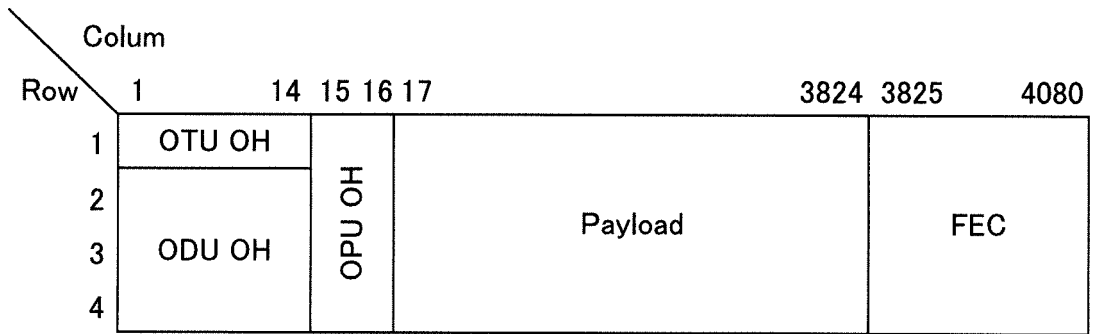 Colum
Row 1 14 15 16 17 3824 3825 4080
1 OTU OH
2
3 ODU OH
4
OPU OH
Payload
FEC